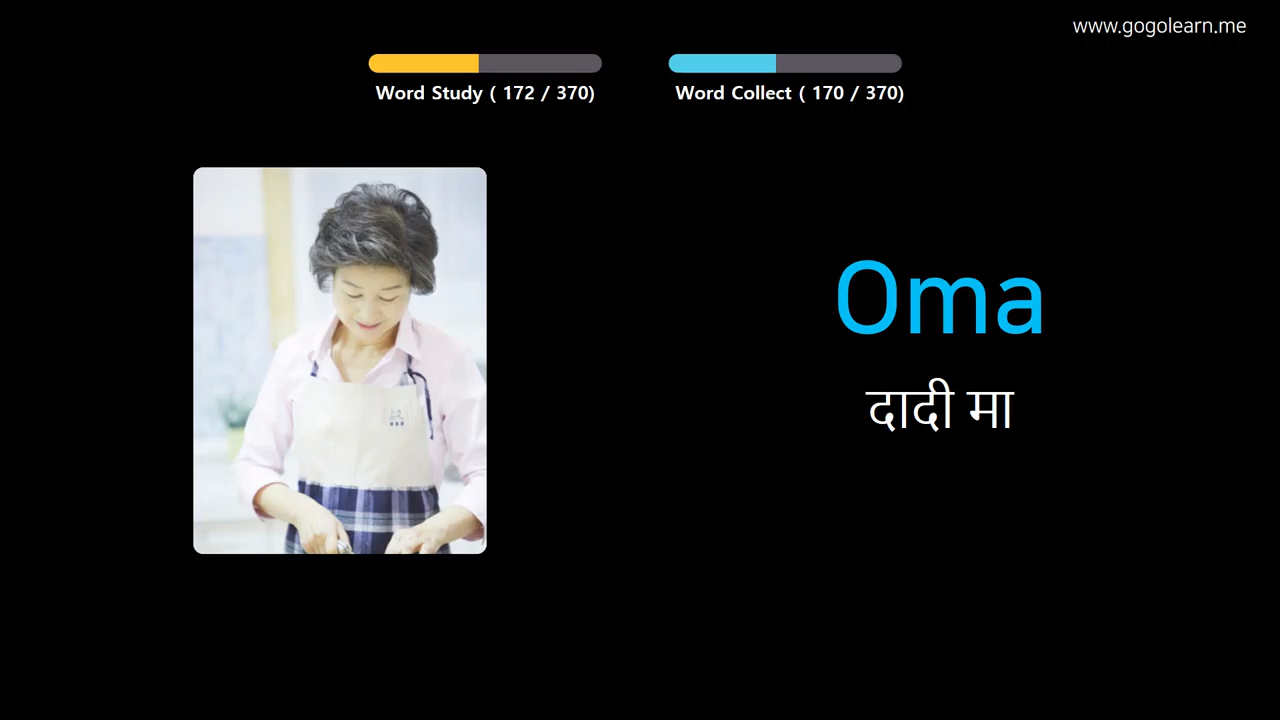 www.gogolearn.me
Word Study ( 172 / 370)
Word Collect ( 170 / 370)
Oma
दादी मा